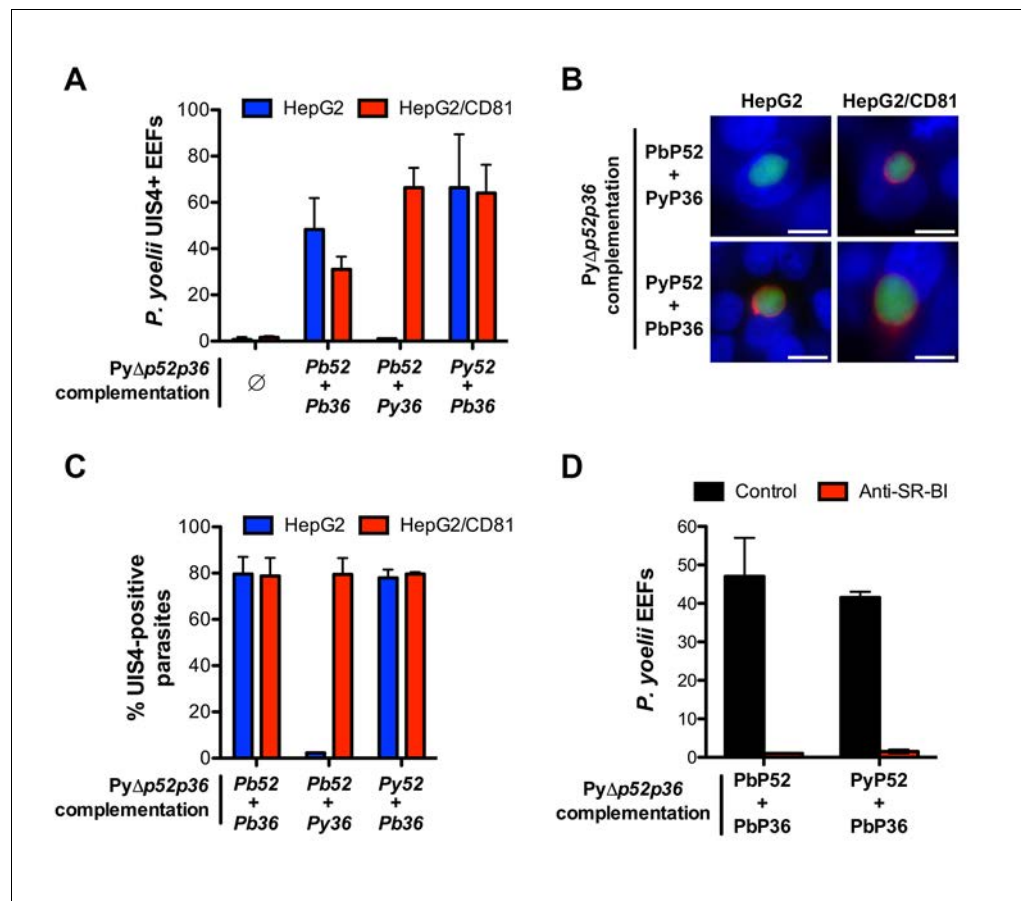 A
HepG2 HepG2/CD81
P. yoelii UIS4+ EEFs
100
80
60
40
20
0
PyΔp52p36
complementation
∅
Pb52
+
Pb36
Pb52
+
Py36
Py52
+
Pb36
B
HepG2 HepG2/CD81
PyΔp52p36
complementation
PbP52
+
PyP36
PyP52
+
PbP36
C
HepG2 HepG2/CD81
% UIS4-positive
parasites
100
80
60
40
20
0
PyΔp52p36
complementation
Pb52
+
Pb36
Pb52
+
Py36
Py52
+
Pb36
D
Control Anti-SR-BI
P. yoelii EEFs
60
50
40
30
20
10
0
PyΔp52p36
complementation
PbP52
+
PbP36
PyP52
+
PbP36